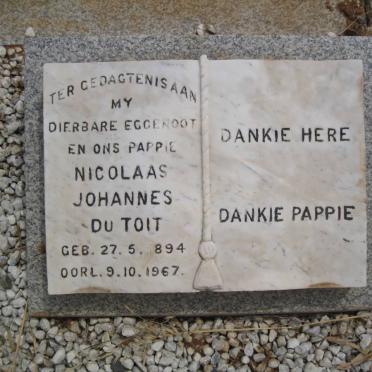 TER GEDAGTENIS AAN
MY
DIERBARE EGGENOOT
EN ONS PAPPIE
NICOLAAS
JOHANNES
DU TOIT
GEB. 27. 5. 894
OORL. 9.10.1967.
DANKIE HERE
DANKIE PAPPIE